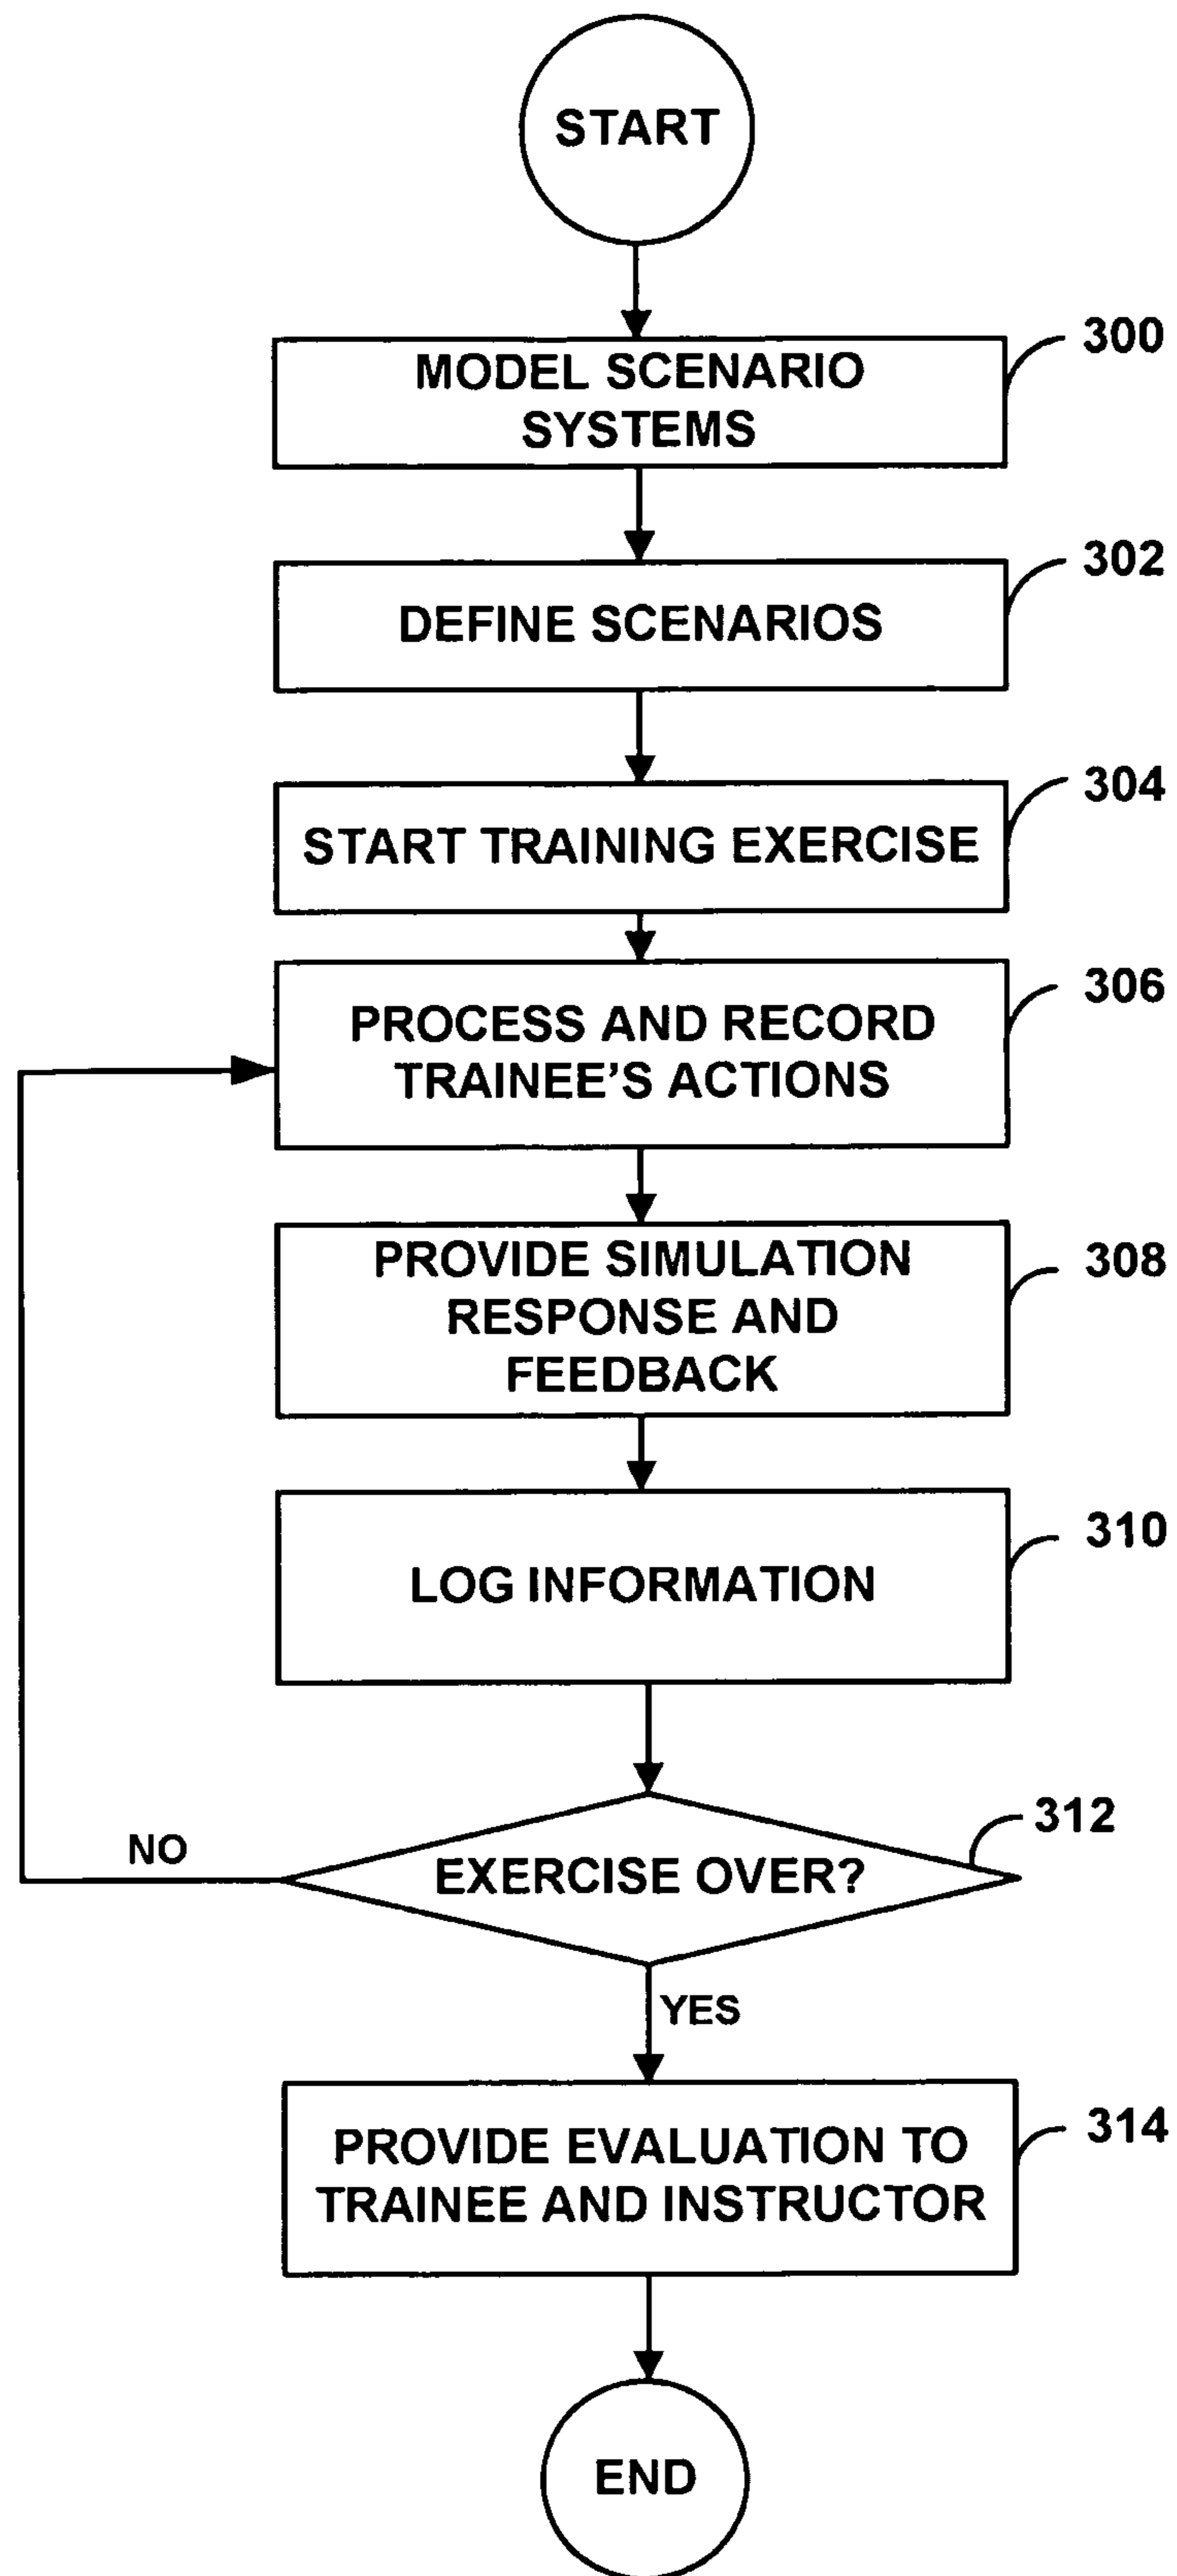 START
300
MODEL SCENARIO
SYSTEMS
302
DEFINE SCENARIOS
304
START TRAINING EXERCISE
306
PROCESS AND RECORD
TRAINEE'S ACTIONS
308
PROVIDE SIMULATION
RESPONSE AND
FEEDBACK
310
LOG INFORMATION
312
NO
EXERCISE OVER?
YES
314
PROVIDE EVALUATION TO
TRAINEE AND INSTRUCTOR
END